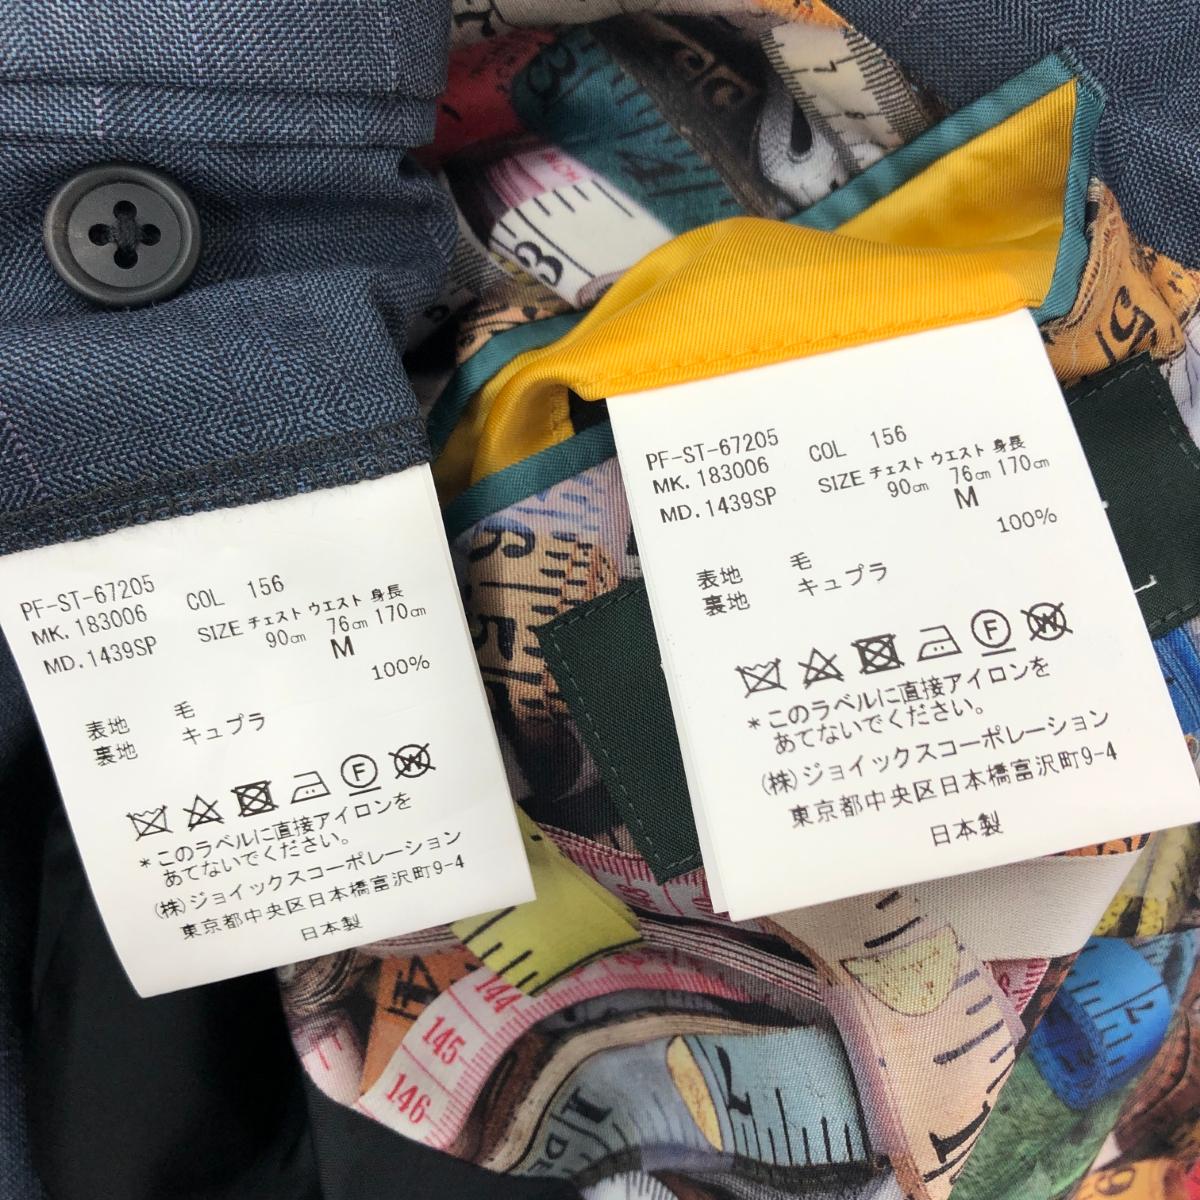 PF-ST-67205
MK. 183006
MD. 1439SP
COL 156
SIZE チェスト ウエスト 身長
90㎝ 76㎝ 170㎝
M
100%
表地 毛
裏地 キュプラ
F
W
*このラベルに直接アイロンを
あてないでください。
(株)ジョイックスコーポレーション
東京都中央区日本橋富沢町9-4
日本製
PF-ST-67205
MK. 183006
MD. 1439SP
COL 156
SIZE チェスト ウエスト 身長
90㎝ 76㎝ 170㎝
M
100%
表地 毛
裏地 キュプラ
F
W
*このラベルに直接アイロンを
あてないでください。
(株)ジョイックスコーポレーション
東京都中央区日本橋富沢町9-4
日本製
3
4
3
5
144
145
146
1
2